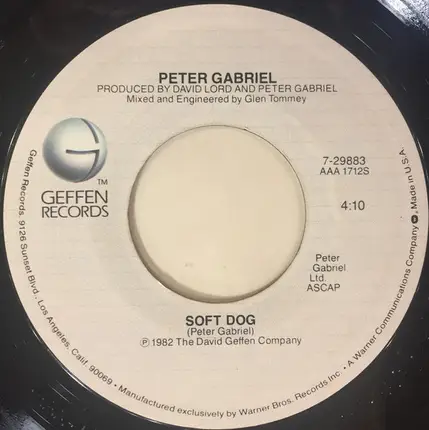 PETER GABRIEL
PRODUCED BY DAVID LORD AND PETER GABRIEL
Mixed and Engineered by Glen Tommey
TM
GEFFEN
RECORDS
7-29883
AAA 1712S
4:10
Peter
Gabriel
Ltd.
ASCAP
SOFT DOG
(Peter Gabriel)
Ⓟ 1982 The David Geffen Company
Geffen Records, 9126 Sunset Blvd., Los Angeles, Calif. 90069 • Manufactured exclusively by Warner Bros. Records Inc. • A Warner Communications Company, Made in U.S.A.